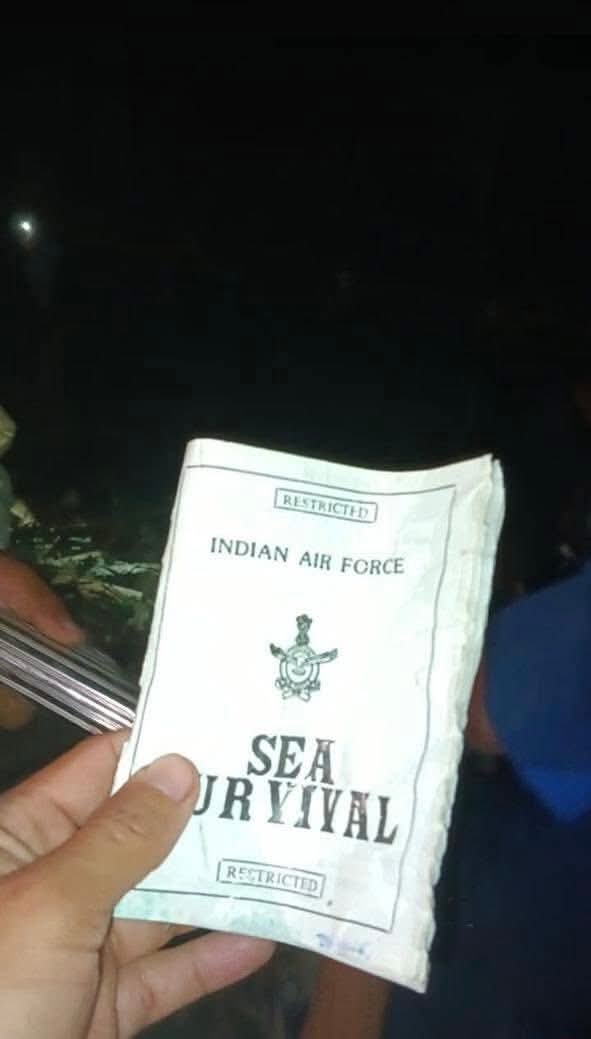 RESTRICTED
INDIAN AIR FORCE
SEA
URVIVAL
RESTRICTED